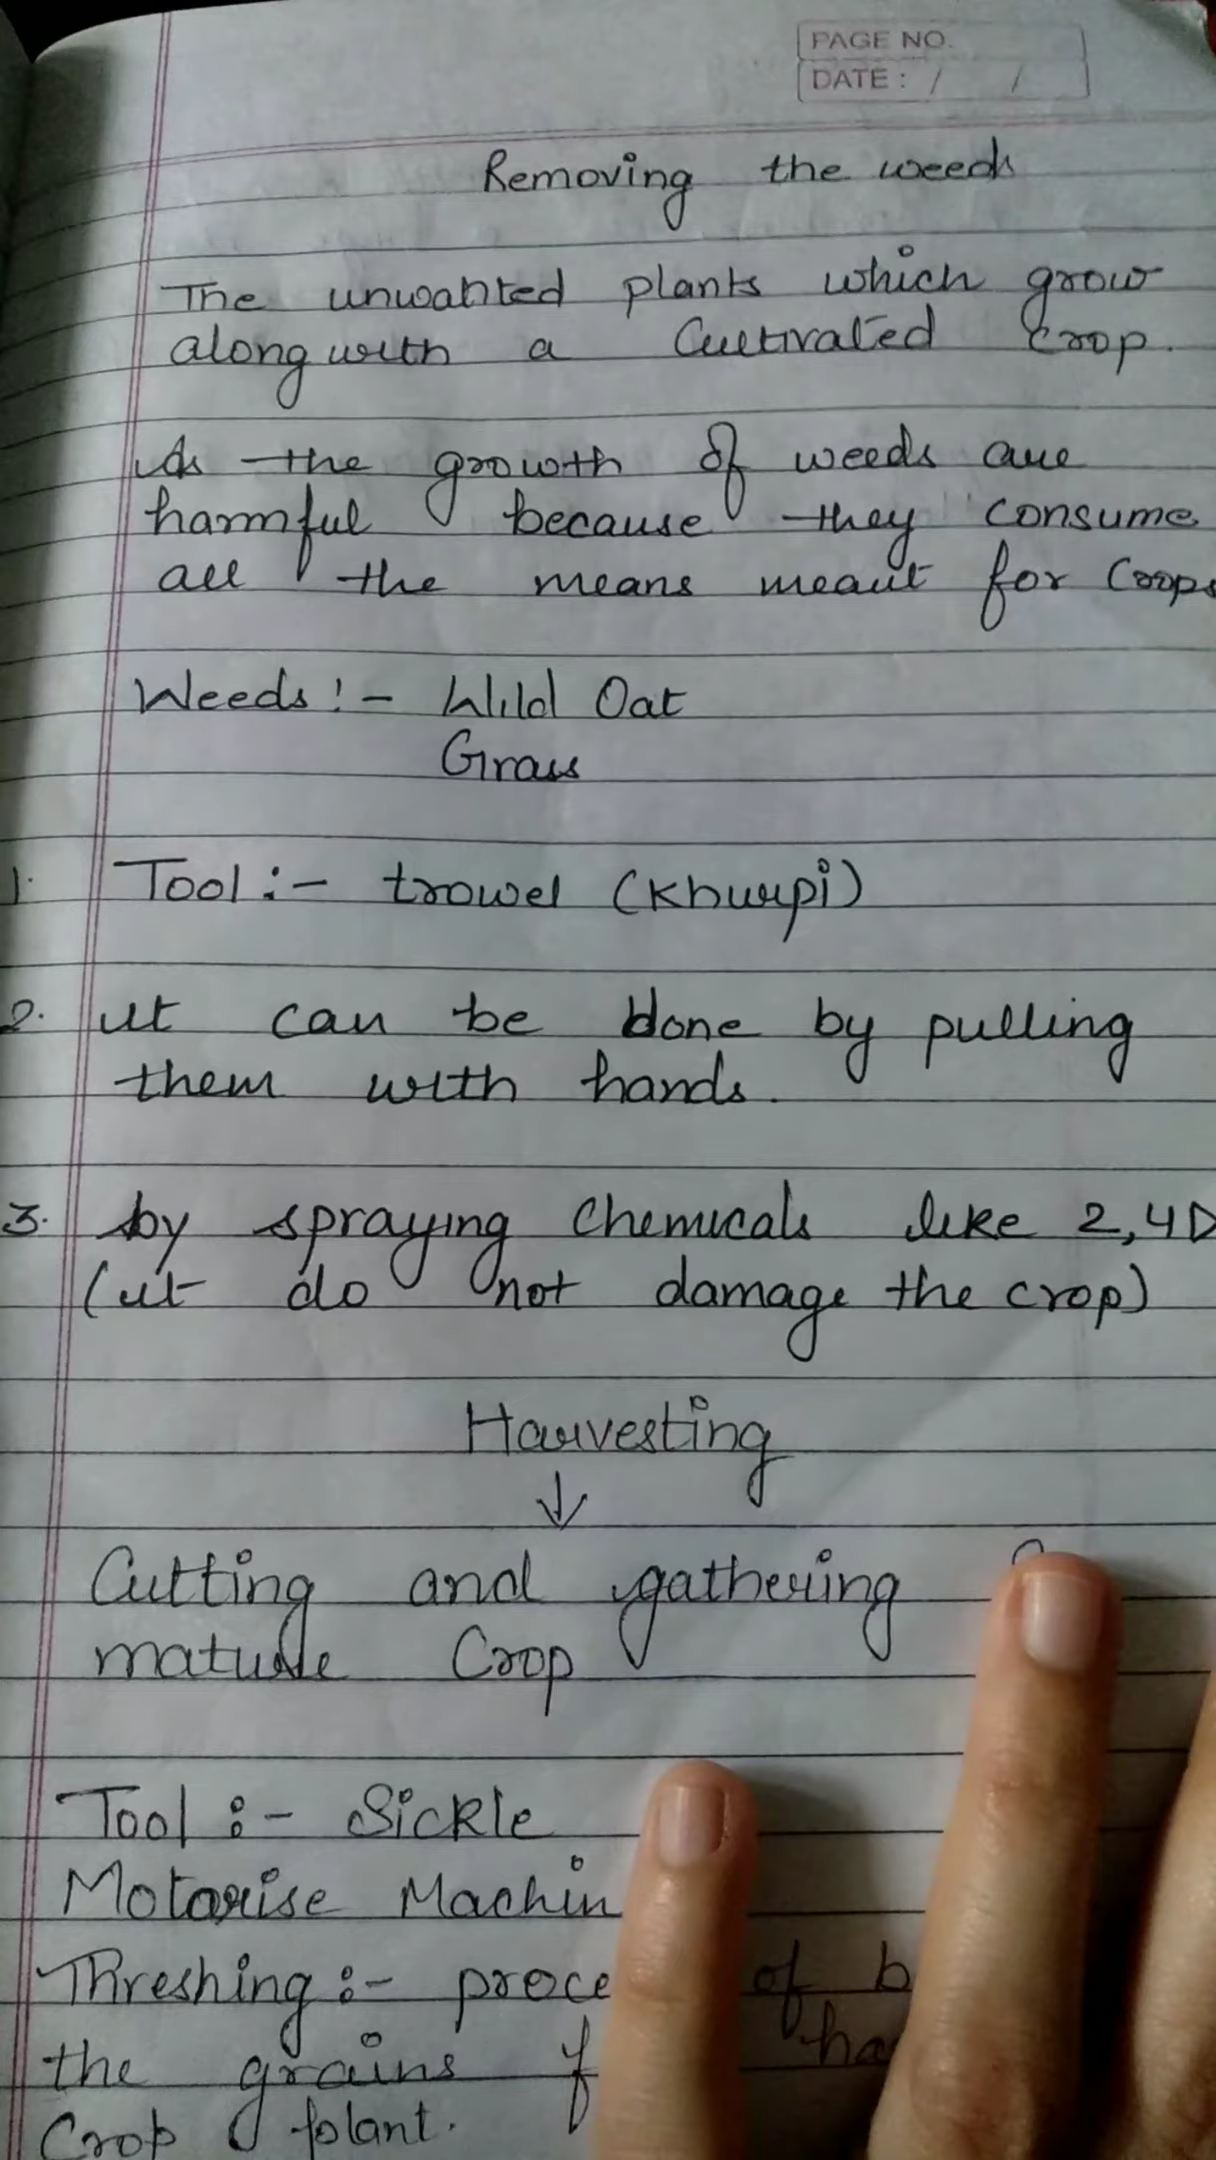 PAGE NO.
DATE : / /
Removing the weeds
The unwanted plants which grow
along with a Cultivated Crop.
As the growth of weeds are
harmful because they consume
all the means meant for Crops
Weeds :- Wild Oat
Grass
1. Tool :- trowel (Khurpi)
2. it can be done by pulling
them with hands.
3. by spraying Chemicals like 2,4D
(it do not damage the crop)
Harvesting
↓
Cutting and gathering
mature Crop
Tool :- Sickle
Motorise Machin
Threshing :- proce of b
the grains f ha
Crop plant.